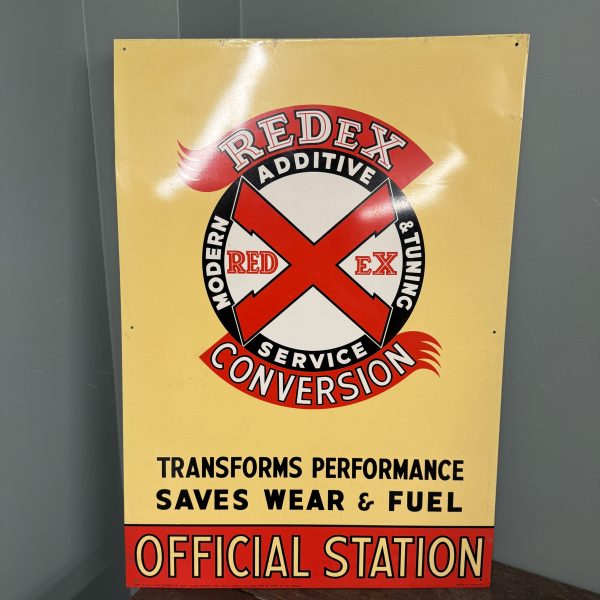 REDEX
ADDITIVE
MODERN
RED EX
& TUNING
SERVICE
CONVERSION
TRANSFORMS PERFORMANCE
SAVES WEAR & FUEL
OFFICIAL STATION